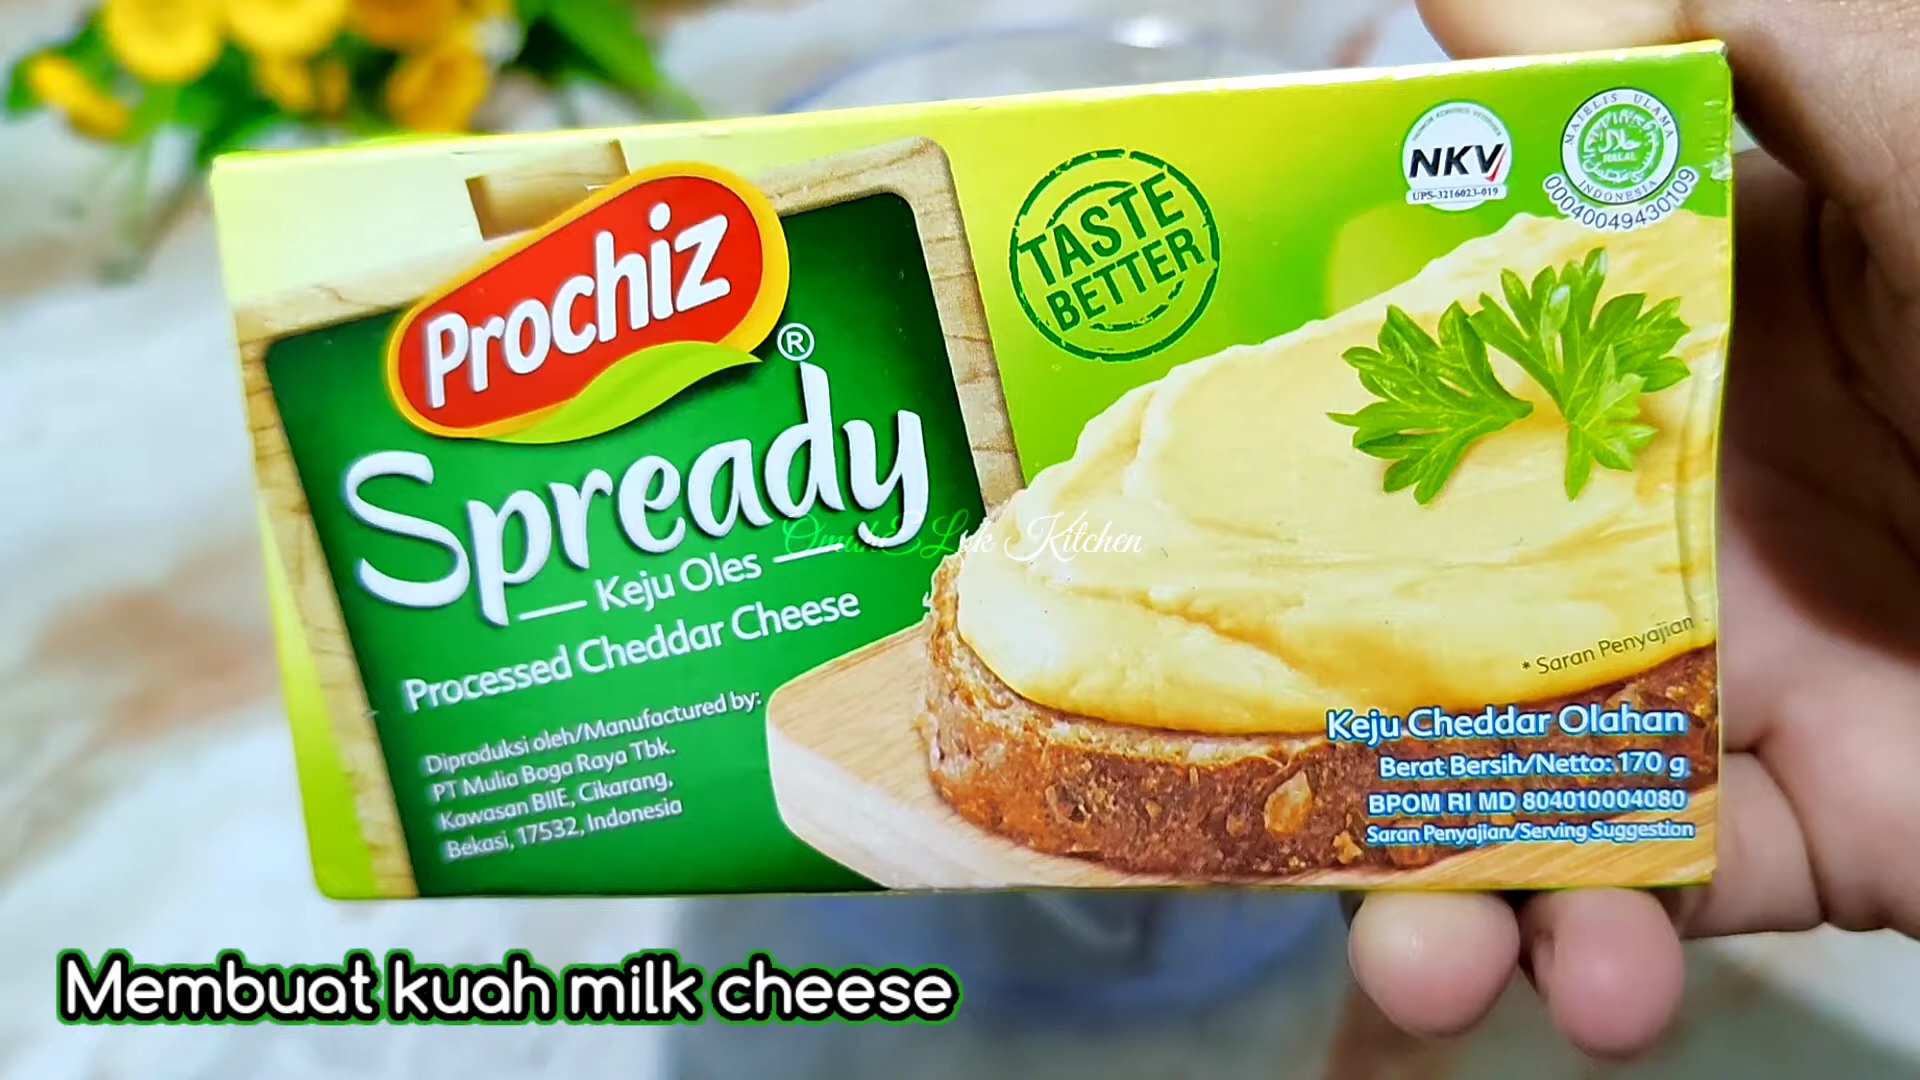 Prochiz
®
Spready
Keju Oles
Processed Cheddar Cheese
Diproduksi oleh/Manufactured by:
PT Mulia Boga Raya Tbk.
Kawasan BIIE, Cikarang,
Bekasi, 17532, Indonesia
TASTE
BETTER
NKV
UPS-3216023-019
MAJELIS ULAMA
HALAL
INDONESIA
00040049430109
Kitchen
* Saran Penyajian
Keju Cheddar Olahan
Berat Bersih/Netto: 170 g
BPOM RI MD 804010004080
Saran Penyajian/Serving Suggestion
Membuat kuah milk cheese